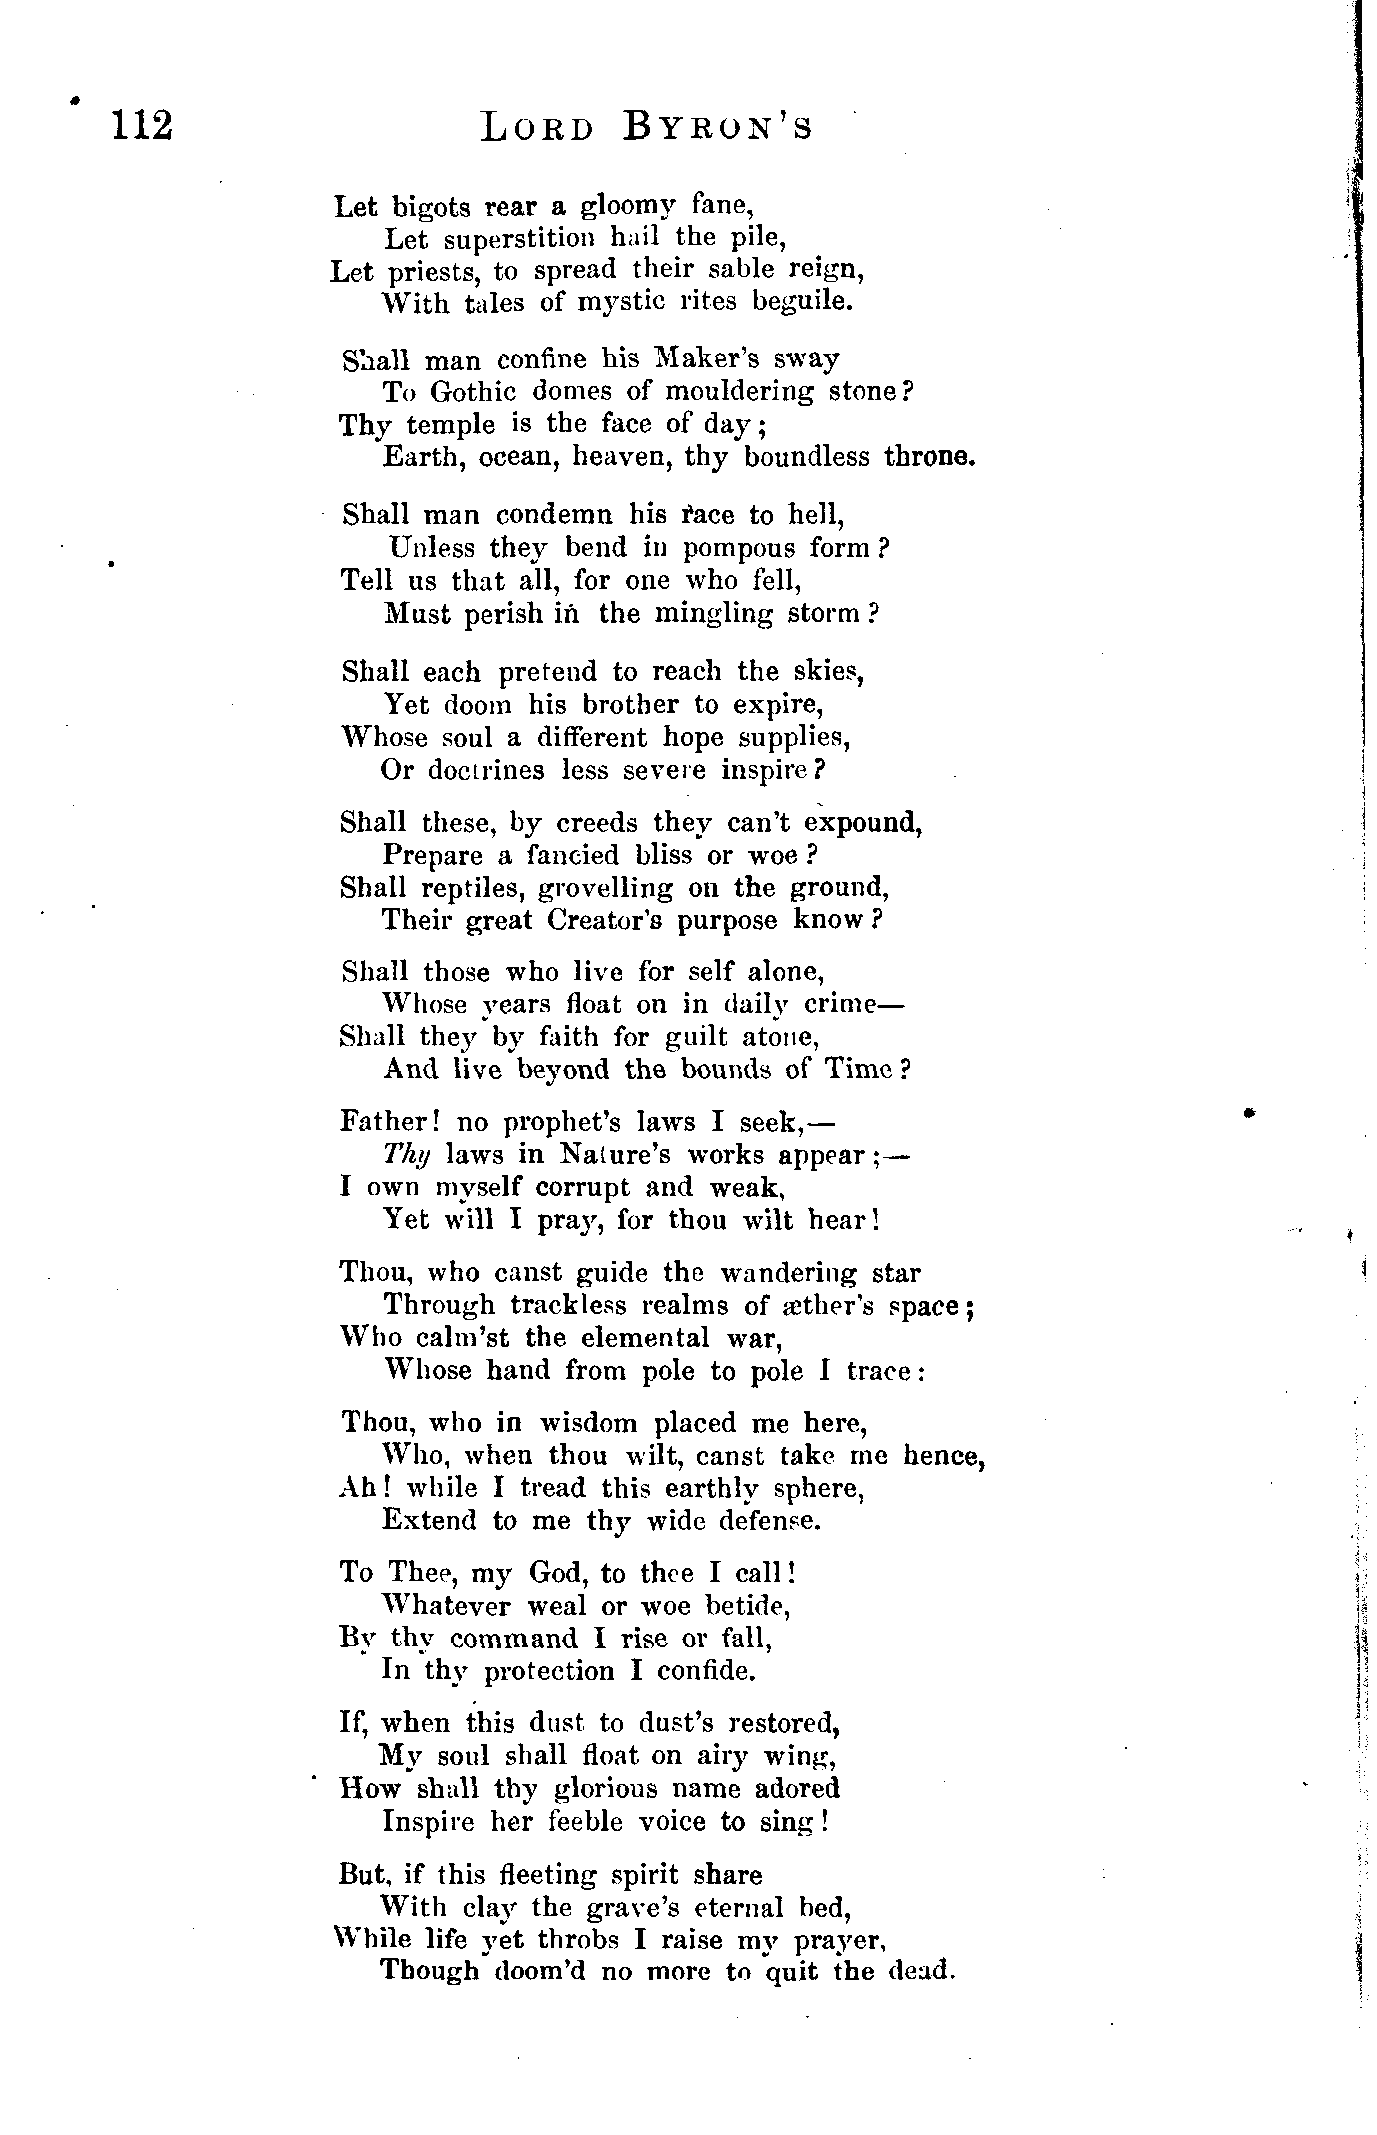 112 LORD BYRON'S
Let bigots rear a gloomy fane,
Let superstition hail the pile,
Let priests, to spread their sable reign,
With tales of mystic rites beguile.
Shall man confine his Maker's sway
To Gothic domes of mouldering stone?
Thy temple is the face of day;
Earth, ocean, heaven, thy boundless throne.
Shall man condemn his race to hell,
Unless they bend in pompous form?
Tell us that all, for one who fell,
Must perish in the mingling storm?
Shall each pretend to reach the skies,
Yet doom his brother to expire,
Whose soul a different hope supplies,
Or doctrines less severe inspire?
Shall these, by creeds they can't expound,
Prepare a fancied bliss or woe?
Shall reptiles, grovelling on the ground,
Their great Creator's purpose know?
Shall those who live for self alone,
Whose years float on in daily crime—
Shall they by faith for guilt atone,
And live beyond the bounds of Time?
Father! no prophet's laws I seek,—
Thy laws in Nature's works appear;—
I own myself corrupt and weak,
Yet will I pray, for thou wilt hear!
Thou, who canst guide the wandering star
Through trackless realms of æther's space;
Who calm'st the elemental war,
Whose hand from pole to pole I trace:
Thou, who in wisdom placed me here,
Who, when thou wilt, canst take me hence,
Ah! while I tread this earthly sphere,
Extend to me thy wide defense.
To Thee, my God, to thee I call!
Whatever weal or woe betide,
By thy command I rise or fall,
In thy protection I confide.
If, when this dust to dust's restored,
My soul shall float on airy wing,
How shall thy glorious name adored
Inspire her feeble voice to sing!
But, if this fleeting spirit share
With clay the grave's eternal bed,
While life yet throbs I raise my prayer,
Though doom'd no more to quit the dead.